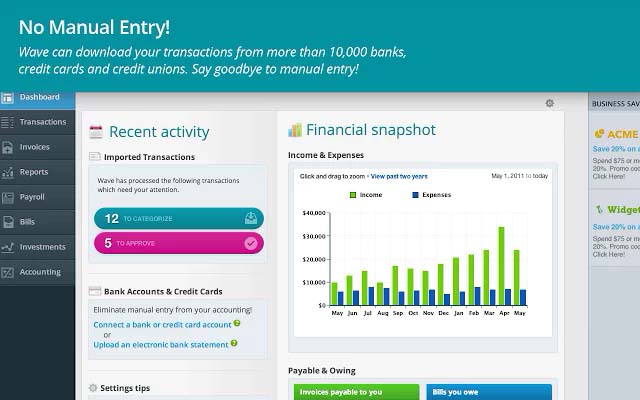 No Manual Entry!
Wave can download your transactions from more than 10,000 banks,
credit cards and credit unions. Say goodbye to manual entry!
Dashboard
Transactions
Invoices
Reports
Payroll
Bills
Investments
Accounting
Recent activity
Imported Transactions
Wave has processed the following transactions
which need your attention.
12 TO CATEGORIZE
5 TO APPROVE
Bank Accounts & Credit Cards
Eliminate manual entry from your accounting!
Connect a bank or credit card account ?
or
Upload an electronic bank statement ?
Settings tips
Financial snapshot
Income & Expenses
Click and drag to zoom • View past two years
May 1, 2011 to today
Income
Expenses
$40,000
$30,000
$20,000
$10,000
$0
May Jun Jul Aug Sep Oct Nov Dec Jan Feb Mar Apr May
Payable & Owing
Invoices payable to you
Bills you owe
BUSINESS SAV
ACME
Save 20% on a
Spend $75 or m
20%. Promo cod
Click Here!
Widget
Save 20% on a
Spend $75 or m
20%. Promo cod
Click Here!